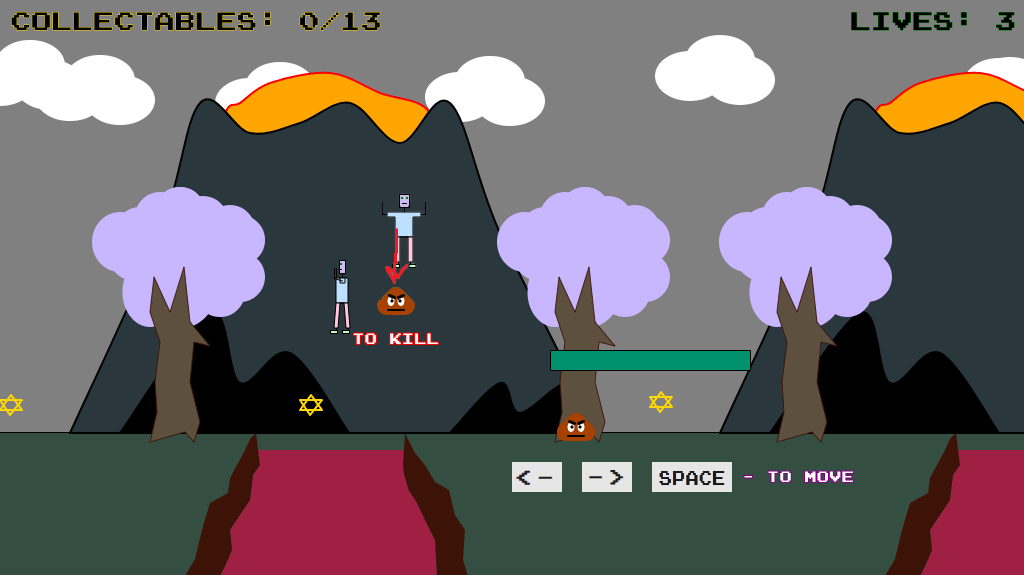 COLLECTABLES: 0/13
LIVES: 3
TO KILL
<- -> SPACE - TO MOVE